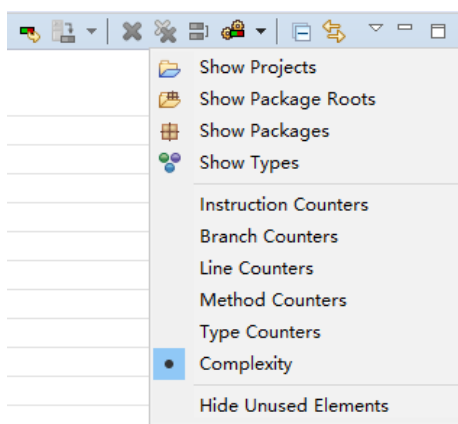 Show Projects
Show Package Roots
Show Packages
Show Types
Instruction Counters
Branch Counters
Line Counters
Method Counters
Type Counters
Complexity
Hide Unused Elements